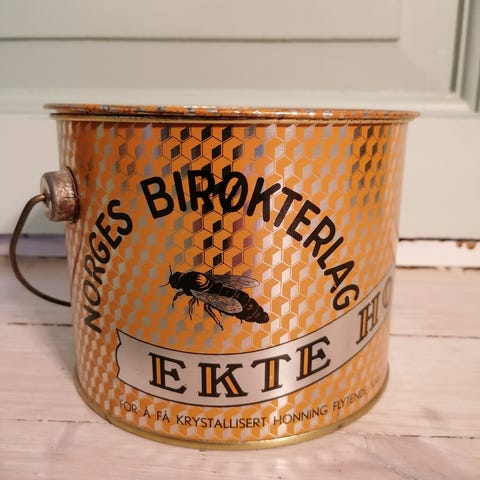 NORGES BIRØKTERLAG
EKTE HO
FOR Å FÅ KRYSTALLISERT HONNING FLYTENDE